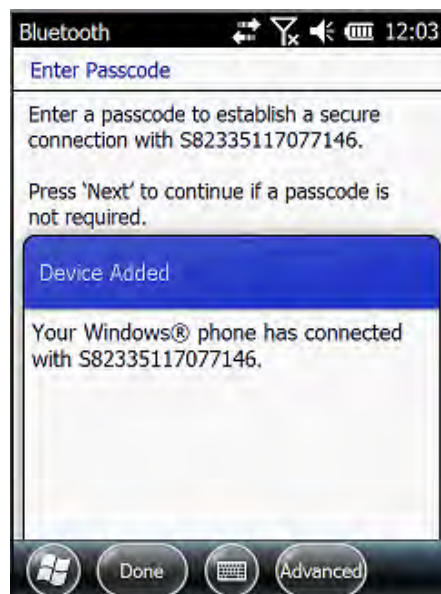 Bluetooth 12:03
Enter Passcode
Enter a passcode to establish a secure
connection with S82335117077146.
Press 'Next' to continue if a passcode is
not required.
Device Added
Your Windows® phone has connected
with S82335117077146.
Done Advanced